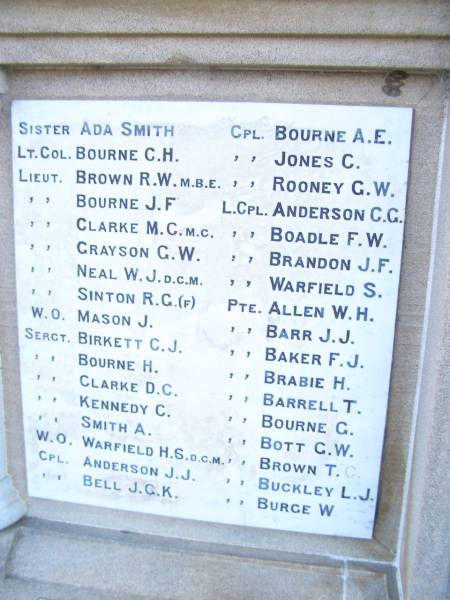 SISTER ADA SMITH
LT. COL. BOURNE C.H.
LIEUT. BROWN R.W. M.B.E.
,, BOURNE J.F
,, CLARKE M.C. M.C.
,, GRAYSON G.W.
,, NEAL W.J. D.C.M.
,, SINTON R.G. (F)
W.O. MASON J.
SERGT. BIRKETT C.J.
,, BOURNE H.
,, CLARKE D.C.
,, KENNEDY C.
,, SMITH A.
W.O. WARFIELD H.S. D.C.M.
CPL. ANDERSON J.J.
,, BELL J.G.K.
CPL. BOURNE A.E.
,, JONES C.
,, ROONEY G.W.
L.CPL. ANDERSON C.G.
,, BOADLE F.W.
,, BRANDON J.F.
,, WARFIELD S.
PTE. ALLEN W.H.
,, BARR J.J.
,, BAKER F.J.
,, BRABIE H.
,, BARRELL T.
,, BOURNE G.
,, BOTT G.W.
,, BROWN T. C.
,, BUCKLEY L.J.
,, BURGE W